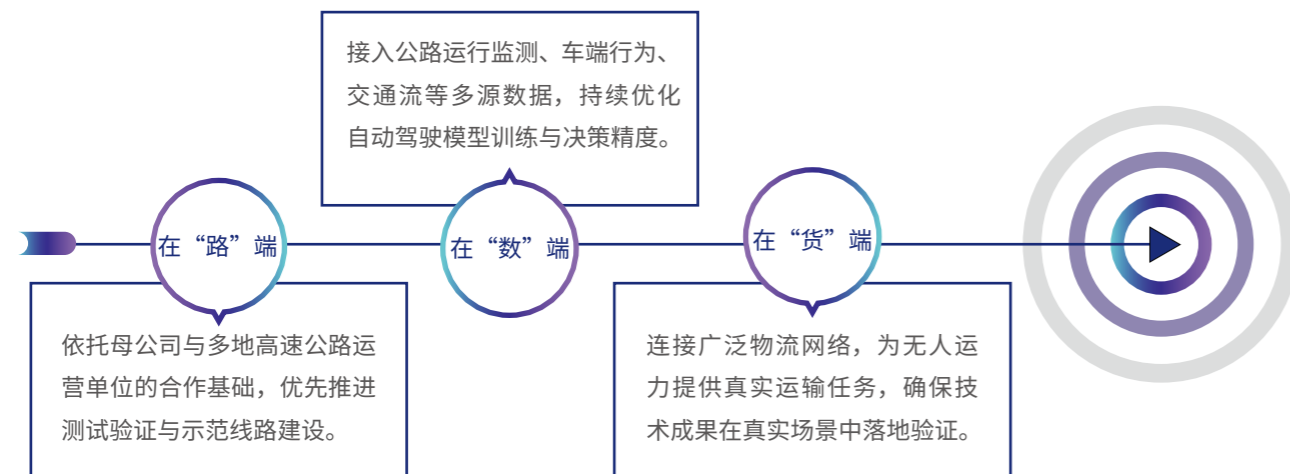 在“路”端
依托母公司与多地高速公路运
营单位的合作基础，优先推进
测试验证与示范线路建设。
接入公路运行监测、车端行为、
交通流等多源数据，持续优化
自动驾驶模型训练与决策精度。
在“数”端
在“货”端
连接广泛物流网络，为无人运
力提供真实运输任务，确保技
术成果在真实场景中落地验证。